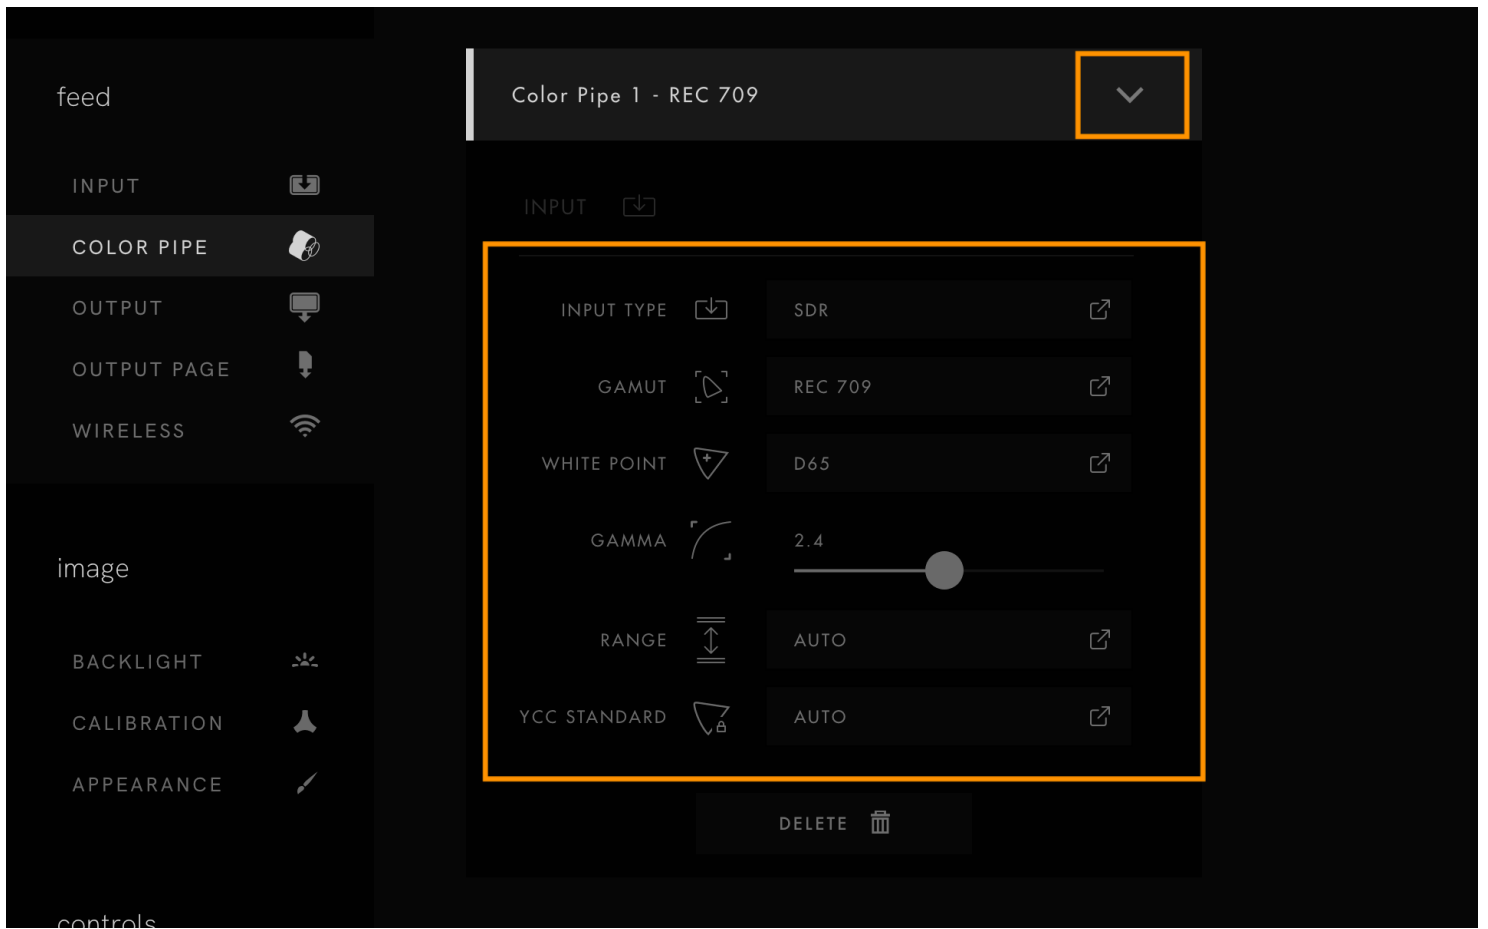 feed
INPUT
COLOR PIPE
OUTPUT
OUTPUT PAGE
WIRELESS
image
BACKLIGHT
CALIBRATION
APPEARANCE
controls
Color Pipe 1 - REC 709
INPUT
INPUT TYPE SDR
GAMUT REC 709
WHITE POINT D65
GAMMA 2.4
RANGE AUTO
YCC STANDARD AUTO
DELETE